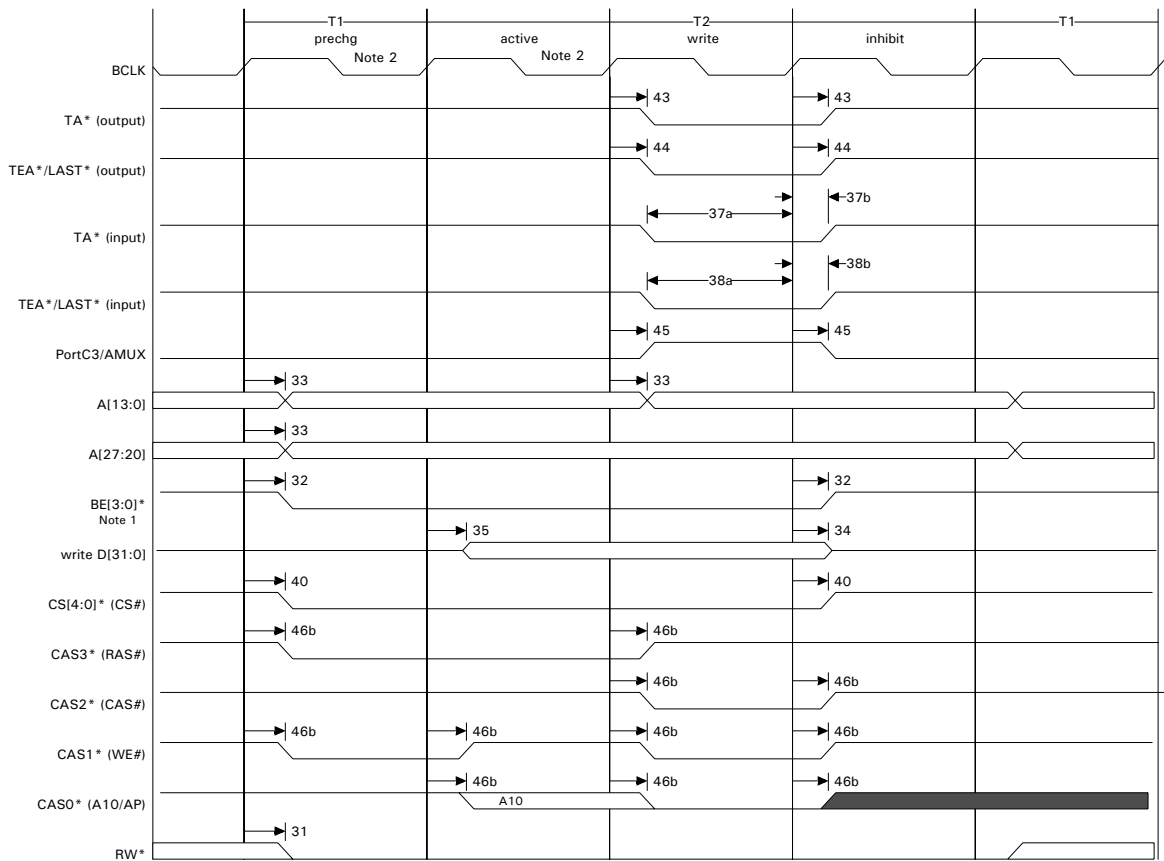 T1 T2 T1
prechg active write inhibit
Note 2 Note 2
BCLK
43 43
TA* (output)
44 44
TEA*/LAST* (output)
37b
37a
TA* (input)
38b
38a
TEA*/LAST* (input)
45 45
PortC3/AMUX
33 33
A[13:0]
33
A[27:20]
32 32
BE[3:0]*
Note 1
35 34
write D[31:0]
40 40
CS[4:0]* (CS#)
46b 46b
CAS3* (RAS#)
46b 46b
CAS2* (CAS#)
46b 46b 46b 46b
CAS1* (WE#)
46b 46b 46b
CAS0* (A10/AP) A10
31
RW*